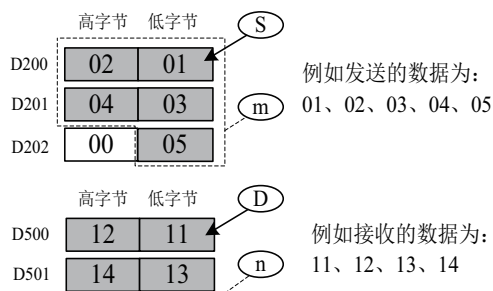 高字节 低字节 S
D200 02 01
例如发送的数据为：
D201 04 03 m 01、02、03、04、05
D202 00 05
高字节 低字节 D
D500 12 11 例如接收的数据为：
D501 14 13 n 11、12、13、14